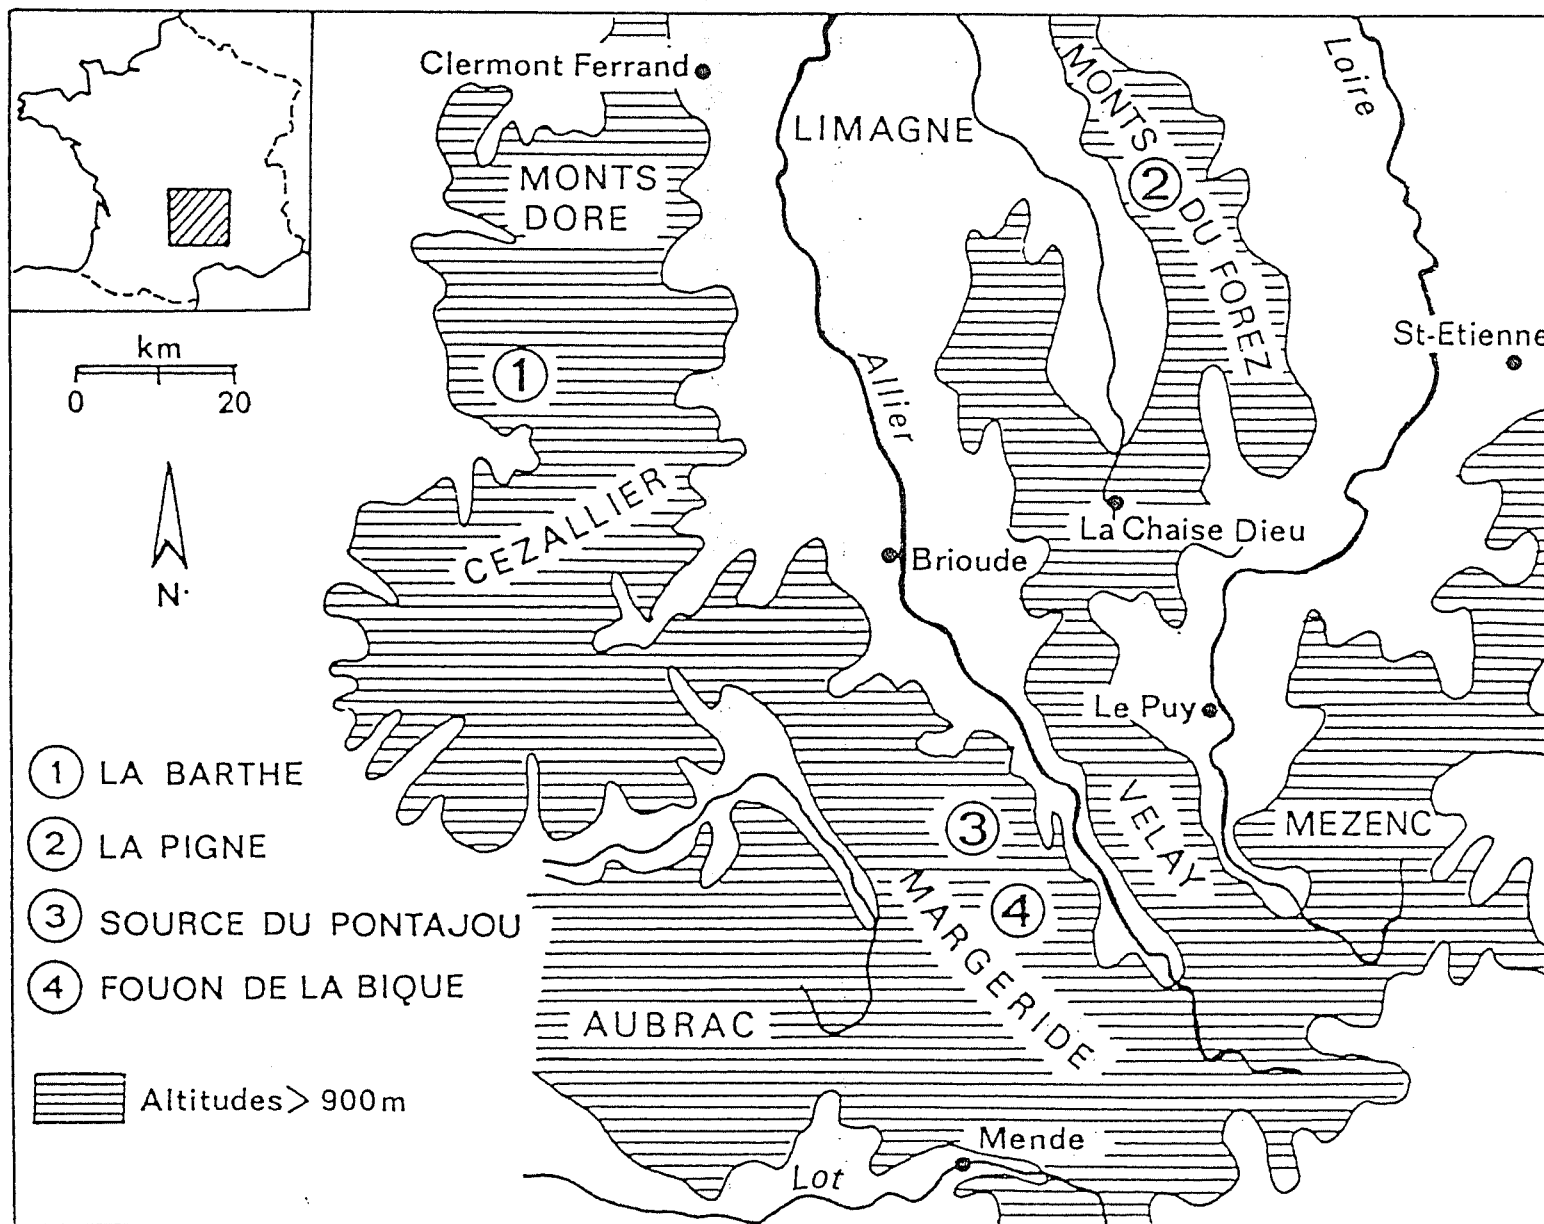 Clermont Ferrand
LIMAGNE
MONTS DU FOREZ
Loire
MONTS
DORE
2
km
0 20
1
Allier
St-Etienne
N
CEZALLIER
La Chaise Dieu
Brioude
Le Puy
1 LA BARTHE
2 LA PIGNE
3 SOURCE DU PONTAJOU
4 FOUON DE LA BIQUE
3
VELAY
MEZENC
4
MARGERIDE
AUBRAC
Altitudes > 900m
Mende
Lot